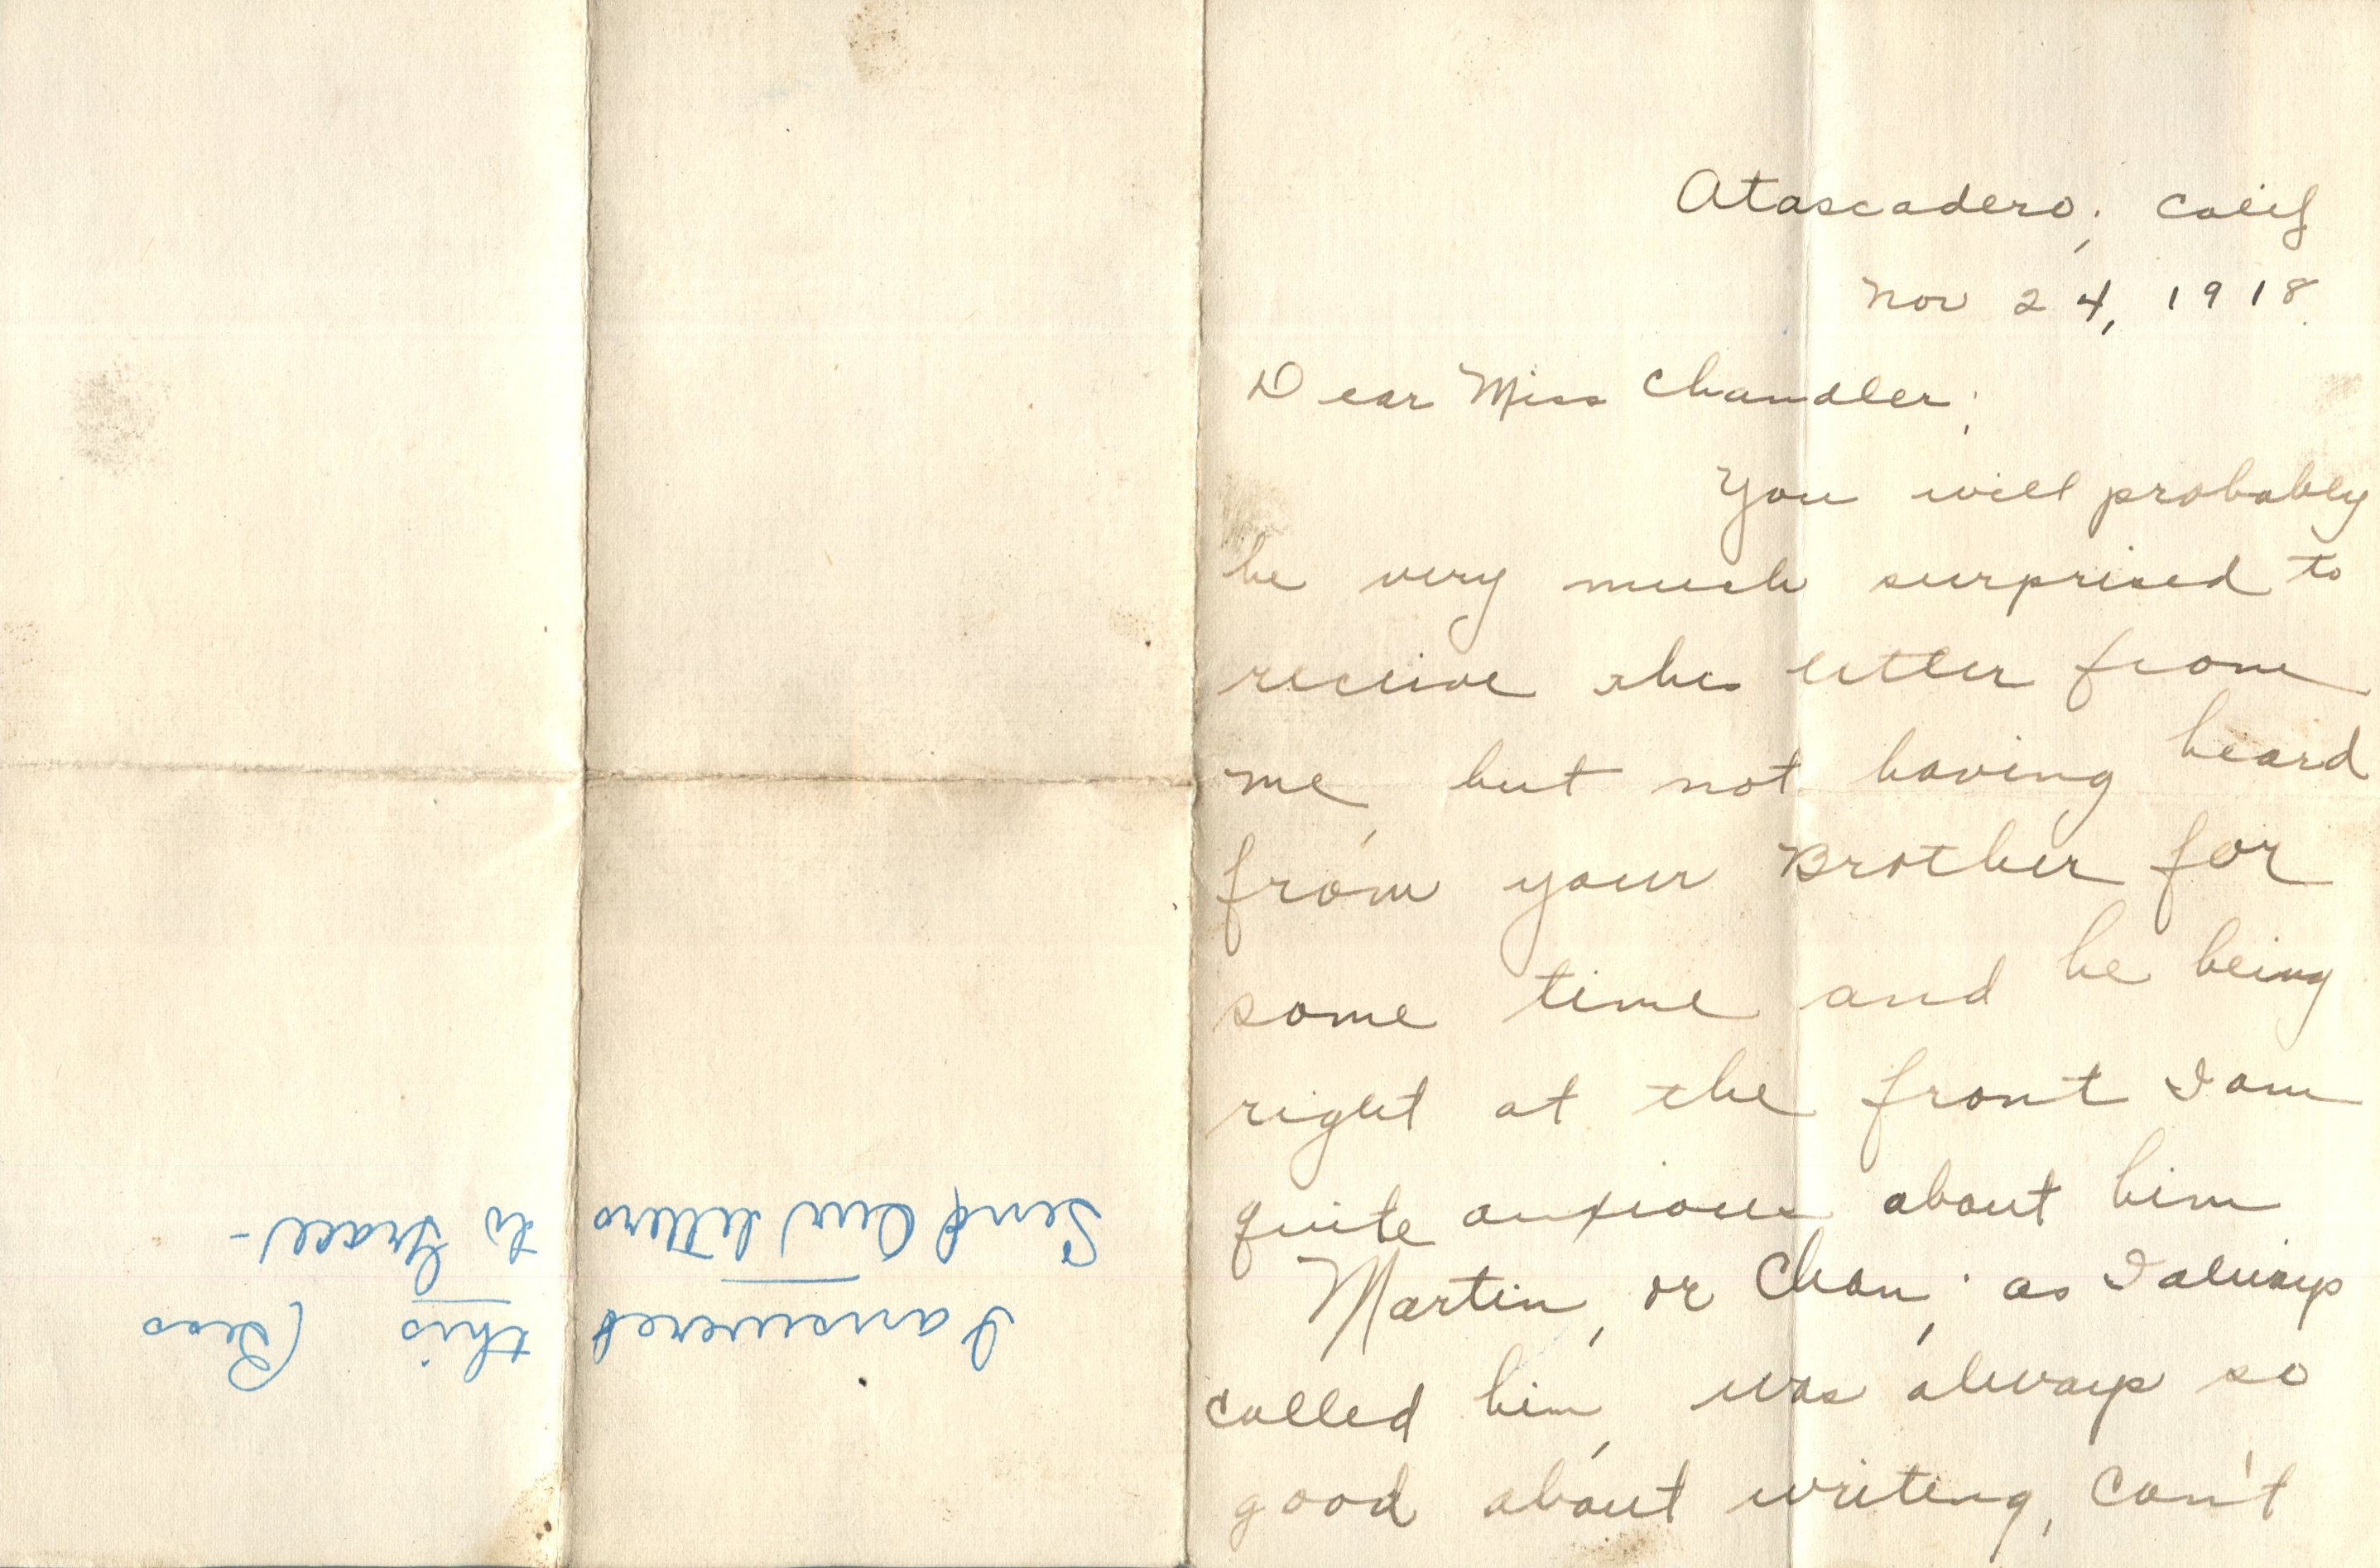 Atascadero, Calif
Nov 24, 1918.
Dear Miss Chandler;
You will probably
be very much surprised to
receive this letter from
me, but not having heard
from your Brother for
some time and he being
right at the front I am
quite anxious about him
Martin, or Chan, as I always
called him, was always so
good about writing, can't
I answered this (Bess
Send Our letters to Grace -